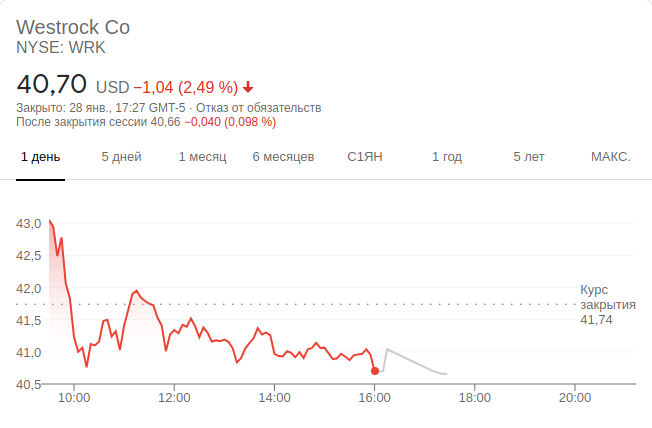 Westrock Co
NYSE: WRK
40,70 USD −1,04 (2,49 %)
Закрыто: 28 янв., 17:27 GMT-5 · Отказ от обязательств
После закрытия сессии 40,66 −0,040 (0,098 %)
1 день 5 дней 1 месяц 6 месяцев С1ЯН 1 год 5 лет МАКС.
43,0
42,5
42,0
41,5
41,0
40,5
Курс
закрытия
41,74
10:00 12:00 14:00 16:00 18:00 20:00